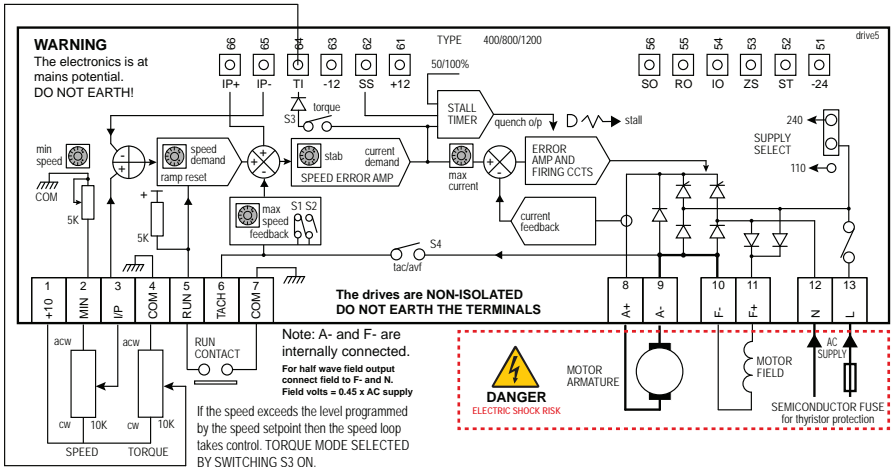 WARNING
The electronics is at
mains potential.
DO NOT EARTH!
66 65 64 63 62 61
IP+ IP- TI -12 SS +12
TYPE 400/800/1200
56 55 54 53 52 51
SO RO IO ZS ST -24
drive5
50/100%
S3
torque
STALL
TIMER
quench o/p
stall
240
SUPPLY
SELECT
110
min
speed
COM
5K
-
+
+
speed
demand
ramp reset
+
5K
+
-
+
-
stab
current
demand
SPEED ERROR AMP
max
current
+
-
ERROR
AMP AND
FIRING CCTS
max
speed
feedback
S1 S2
current
feedback
S4
tac/avf
1 2 3 4 5 6 7
+10 MIN I/P COM RUN TACH COM
The drives are NON-ISOLATED
DO NOT EARTH THE TERMINALS
8 9 10 11 12 13
A+ A- F- F+ N L
acw
cw
10K
SPEED
acw
cw
10K
TORQUE
RUN
CONTACT
Note: A- and F- are
internally connected.
For half wave field output
connect field to F- and N.
Field volts = 0.45 x AC supply
If the speed exceeds the level programmed
by the speed setpoint then the speed loop
takes control. TORQUE MODE SELECTED
BY SWITCHING S3 ON.
DANGER
ELECTRIC SHOCK RISK
MOTOR
ARMATURE
MOTOR
FIELD
AC
SUPPLY
SEMICONDUCTOR FUSE
for thyristor protection